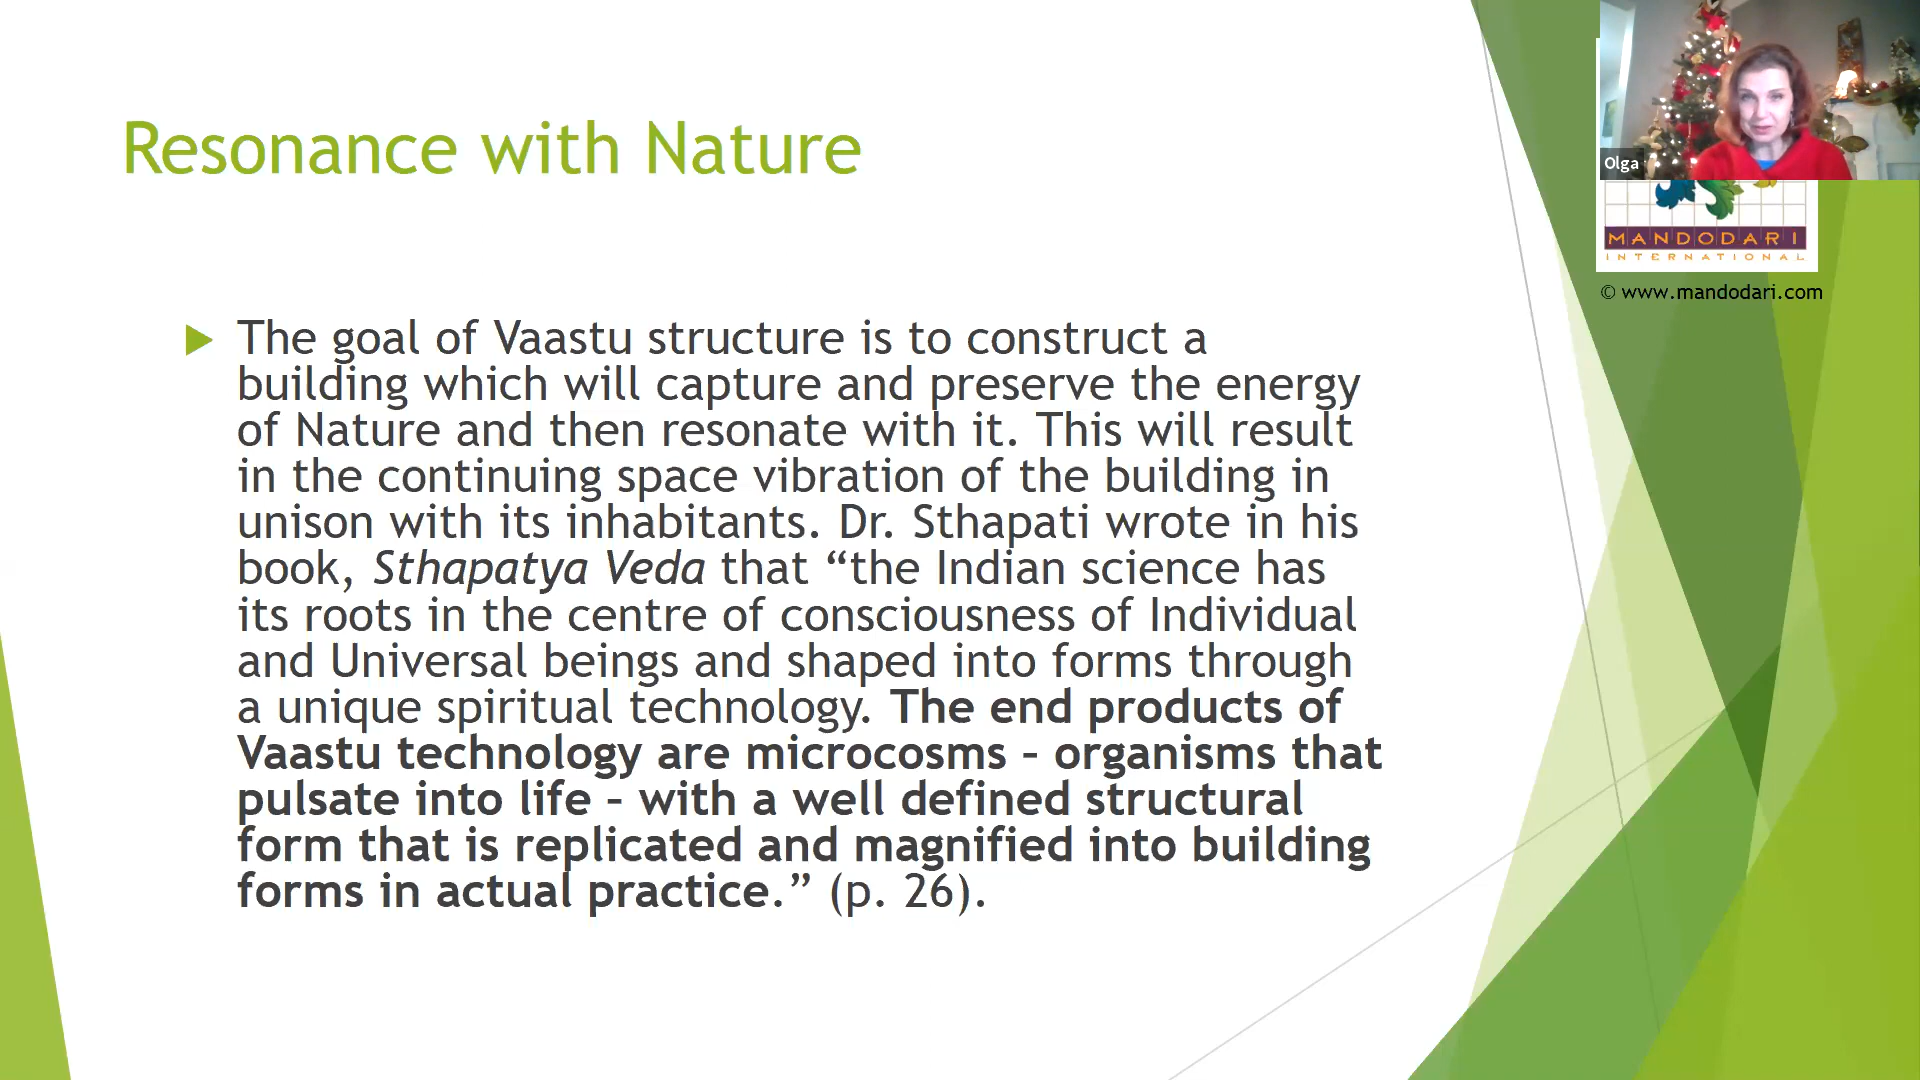 Resonance with Nature
Olga
MANDODARI
INTERNATIONAL
© www.mandodari.com
The goal of Vaastu structure is to construct a
building which will capture and preserve the energy
of Nature and then resonate with it. This will result
in the continuing space vibration of the building in
unison with its inhabitants. Dr. Sthapati wrote in his
book, Sthapatya Veda that “the Indian science has
its roots in the centre of consciousness of Individual
and Universal beings and shaped into forms through
a unique spiritual technology. The end products of
Vaastu technology are microcosms – organisms that
pulsate into life – with a well defined structural
form that is replicated and magnified into building
forms in actual practice.” (p. 26).